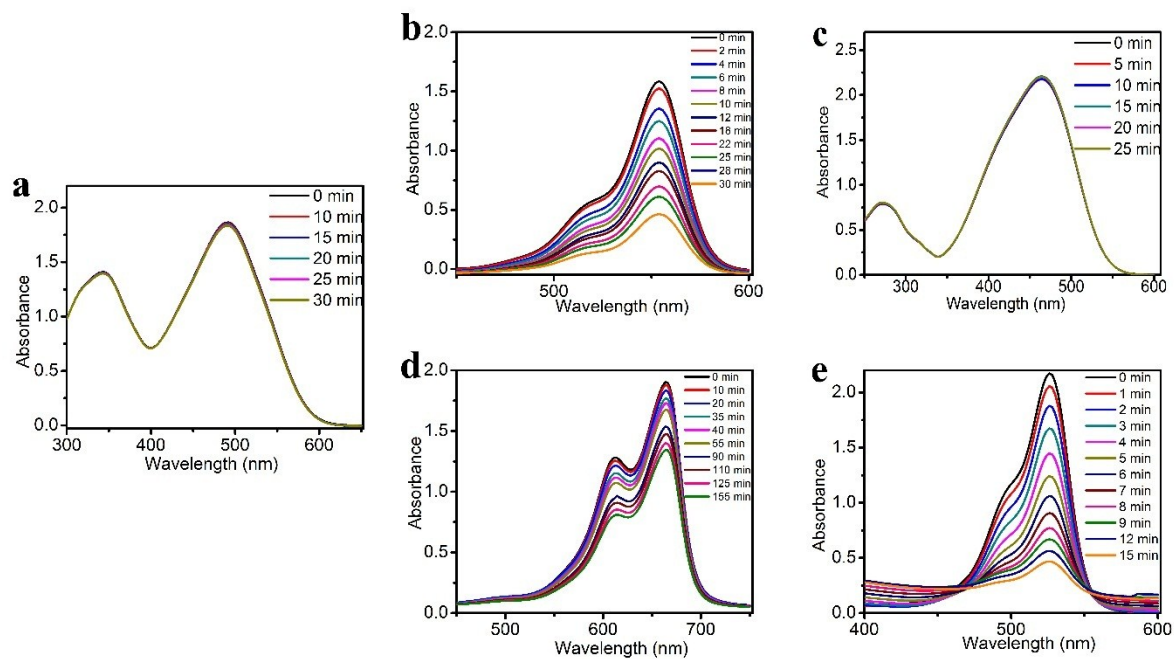 a
2.0
1.5
1.0
0.5
0.0
Absorbance
300
400
500
600
Wavelength (nm)
0 min
10 min
15 min
20 min
25 min
30 min
b
2.0
1.5
1.0
0.5
0.0
Absorbance
500
600
Wavelength (nm)
0 min
2 min
4 min
6 min
8 min
10 min
12 min
18 min
22 min
25 min
28 min
30 min
c
2.5
2.0
1.5
1.0
0.5
0.0
Absorbance
300
400
500
600
Wavelength (nm)
0 min
5 min
10 min
15 min
20 min
25 min
d
2.0
1.5
1.0
0.5
0.0
Absorbance
500
600
700
Wavelength (nm)
0 min
10 min
20 min
35 min
40 min
55 min
90 min
110 min
125 min
155 min
e
2.0
1.5
1.0
0.5
0.0
Absorbance
400
500
600
Wavelength (nm)
0 min
1 min
2 min
3 min
4 min
5 min
6 min
7 min
8 min
9 min
12 min
15 min